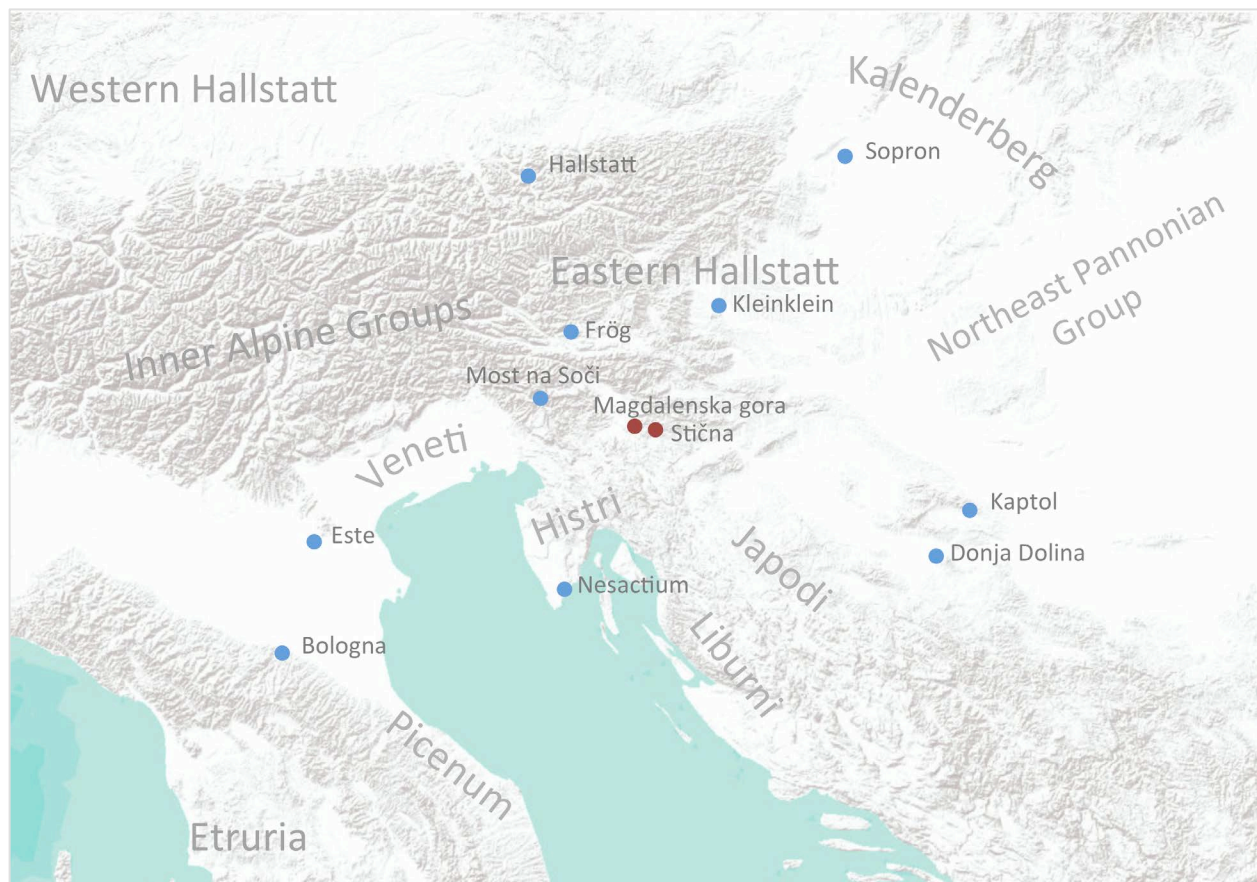 Western Hallstatt
Kalenderberg
Sopron
Hallstatt
Northeast Pannonian
Group
Eastern Hallstatt
Kleinklein
Inner Alpine Groups
Frög
Most na Soči
Magdalenska gora
Stična
Veneti
Histri
Kaptol
Este
Japodi
Donja Dolina
Nesactium
Bologna
Liburni
Picenum
Etruria